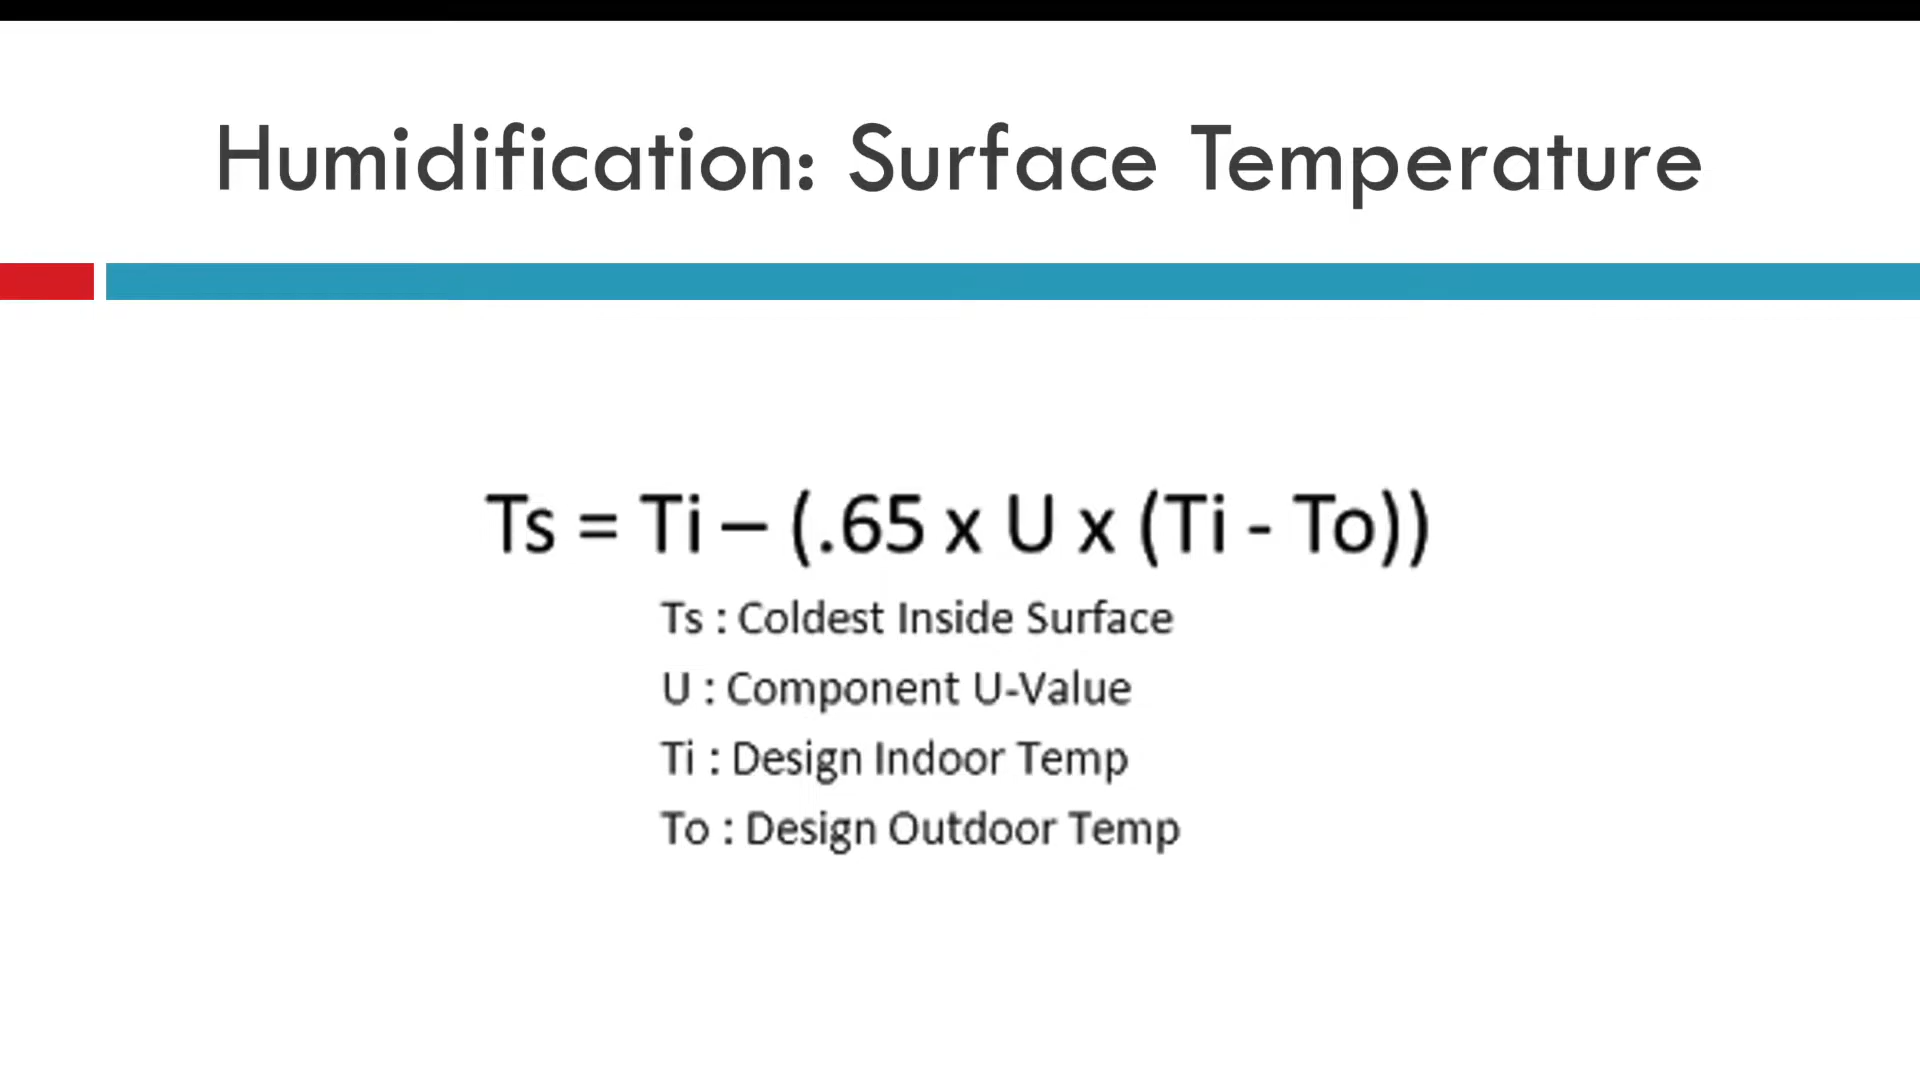 Humidification: Surface Temperature
Ts = Ti – (.65 x U x (Ti - To))
Ts : Coldest Inside Surface
U : Component U-Value
Ti : Design Indoor Temp
To : Design Outdoor Temp